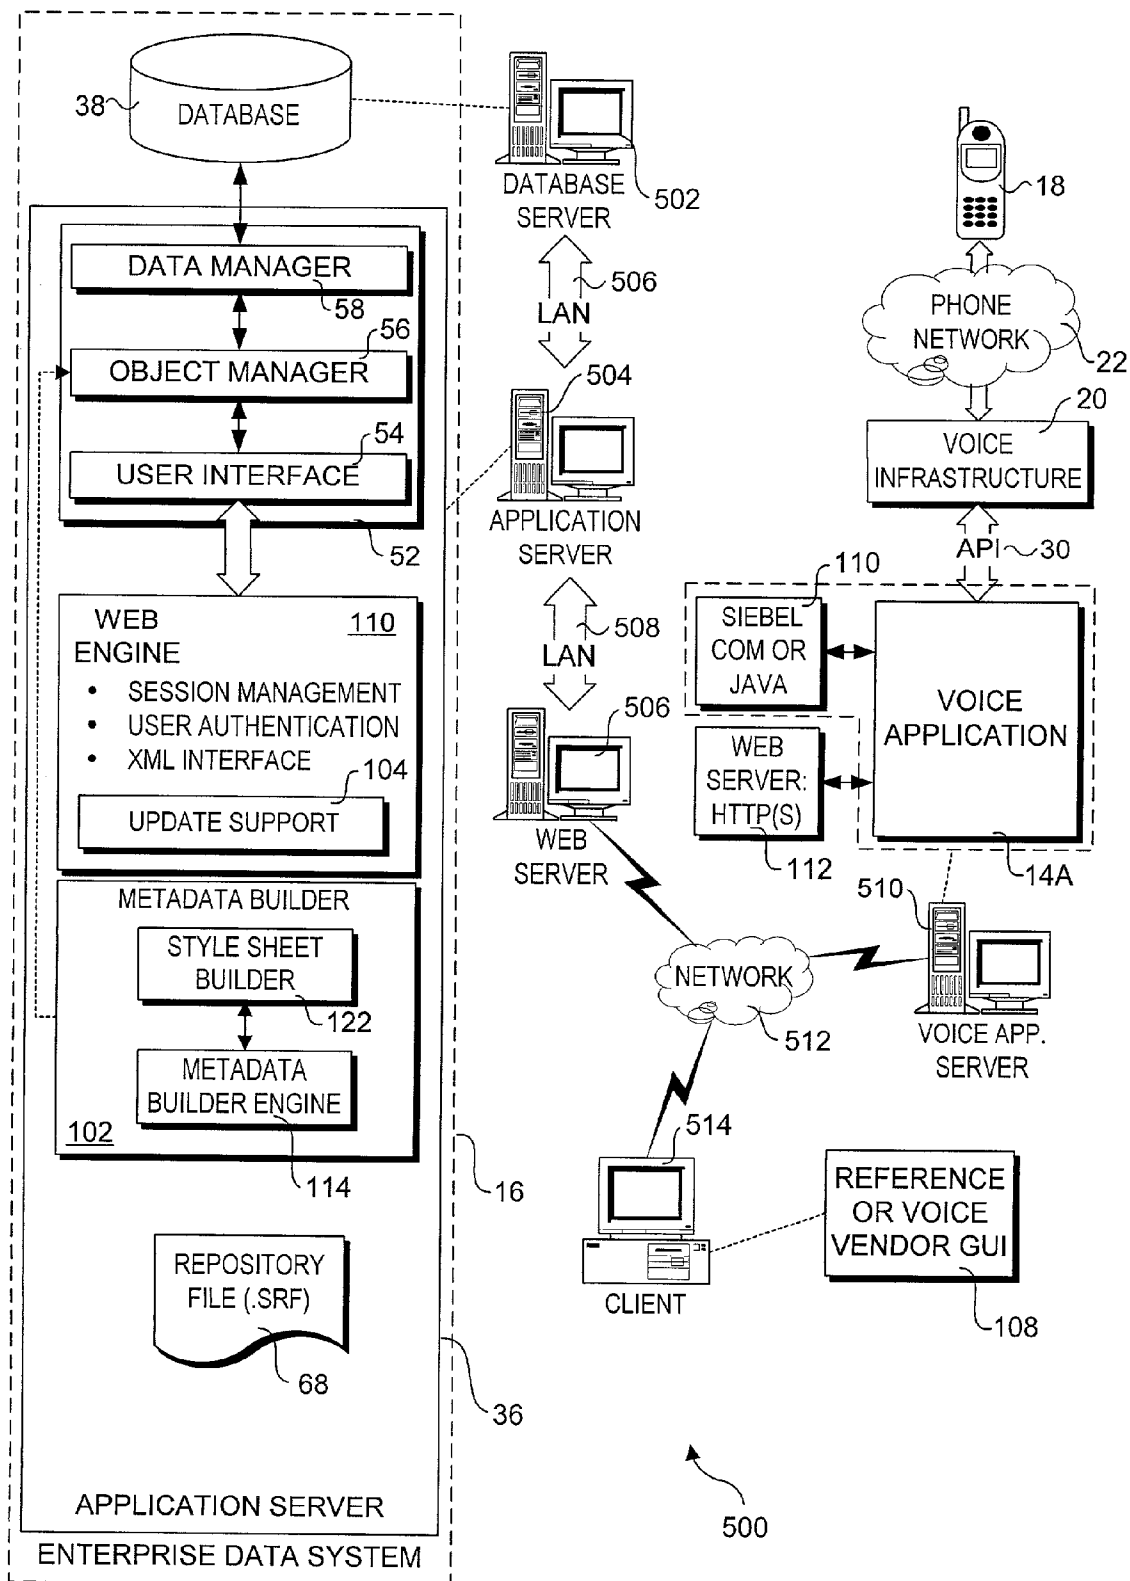 DATABASE
38
DATABASE
SERVER
502
18
DATA MANAGER
58
506
LAN
PHONE
NETWORK
22
56
OBJECT MANAGER
504
20
54
USER INTERFACE
VOICE
INFRASTRUCTURE
52
APPLICATION
SERVER
API
30
110
WEB
ENGINE
110
• SESSION MANAGEMENT
• USER AUTHENTICATION
• XML INTERFACE
508
LAN
SIEBEL
COM OR
JAVA
VOICE
APPLICATION
506
104
UPDATE SUPPORT
WEB
SERVER:
HTTP(S)
WEB
SERVER
112
14A
METADATA BUILDER
510
STYLE SHEET
BUILDER
122
NETWORK
512
VOICE APP.
SERVER
METADATA
BUILDER ENGINE
102
114
514
16
REFERENCE
OR VOICE
VENDOR GUI
108
CLIENT
REPOSITORY
FILE (.SRF)
68
36
APPLICATION SERVER
500
ENTERPRISE DATA SYSTEM